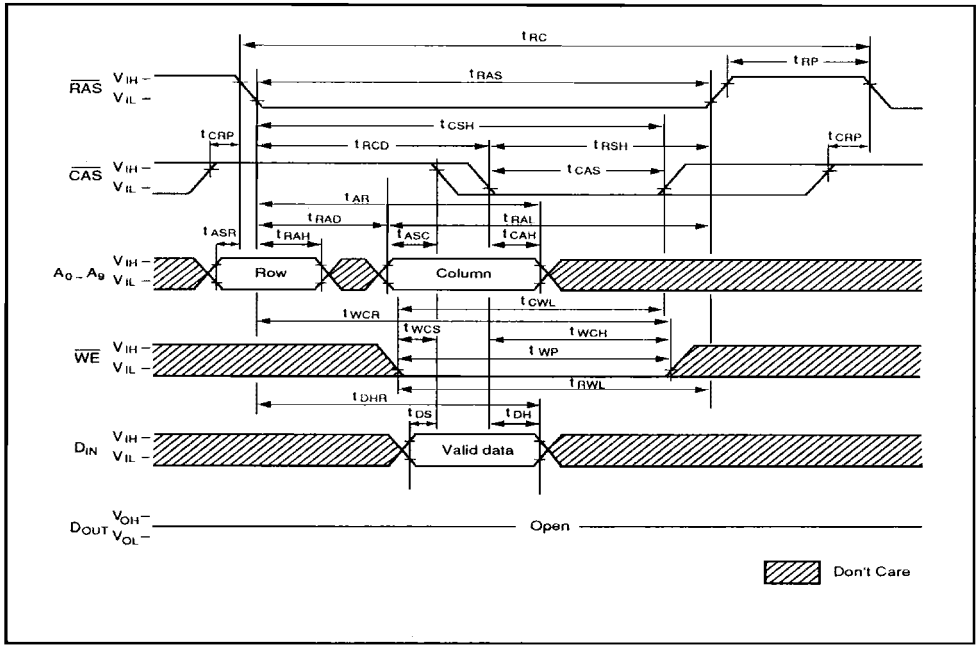 tRC
tRP
RAS VIH
VIL
tRAS
tCSH
tCRP tRCD tRSH tCRP
CAS VIH
VIL
tCAS
tAR
tRAD tRAL
tASR tRAH tASC tCAH
A0 - A9 VIH
VIL
Row Column
tCWL
tWCR
tWCS tWCH
WE VIH
VIL
tWP
tRWL
tDHR
tDS tDH
DIN VIH
VIL
Valid data
DOUT VOH
VOL
Open
Don't Care